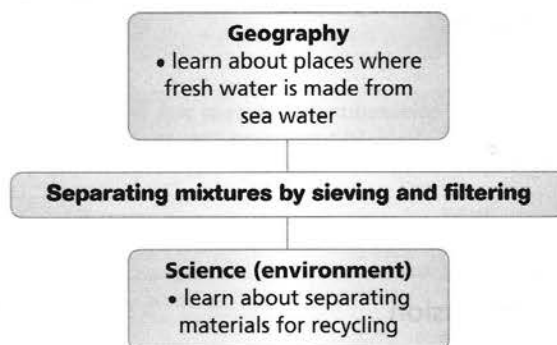 Geography
• learn about places where
fresh water is made from
sea water
Separating mixtures by sieving and filtering
Science (environment)
• learn about separating
materials for recycling